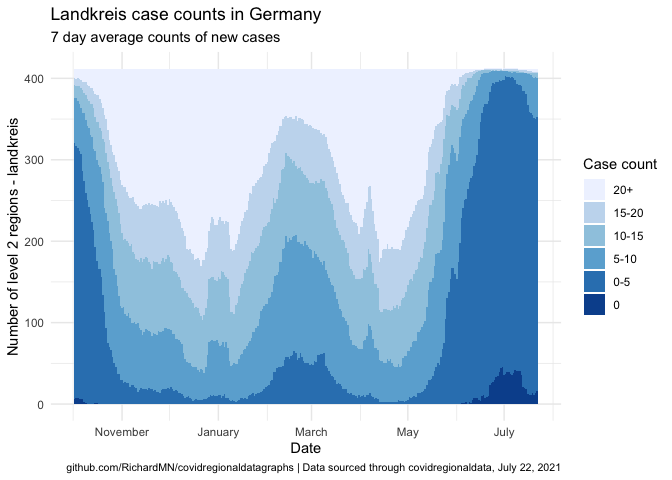 Landkreis case counts in Germany
7 day average counts of new cases
Number of level 2 regions - landkreis
400
300
200
100
0
November January March May July
Date
Case count
20+
15-20
10-15
5-10
0-5
0
github.com/RichardMN/covidregionaldatagraphs | Data sourced through covidregionaldata, July 22, 2021